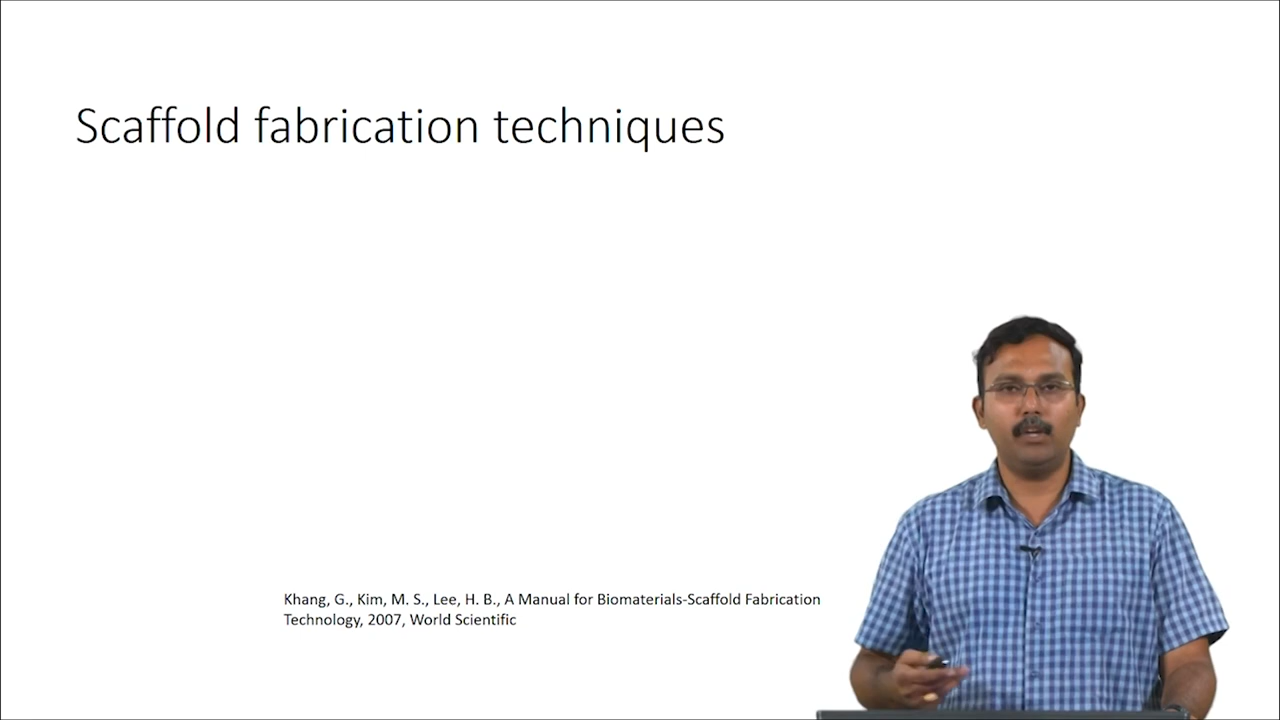 Scaffold fabrication techniques
Khang, G., Kim, M. S., Lee, H. B., A Manual for Biomaterials-Scaffold Fabrication
Technology, 2007, World Scientific